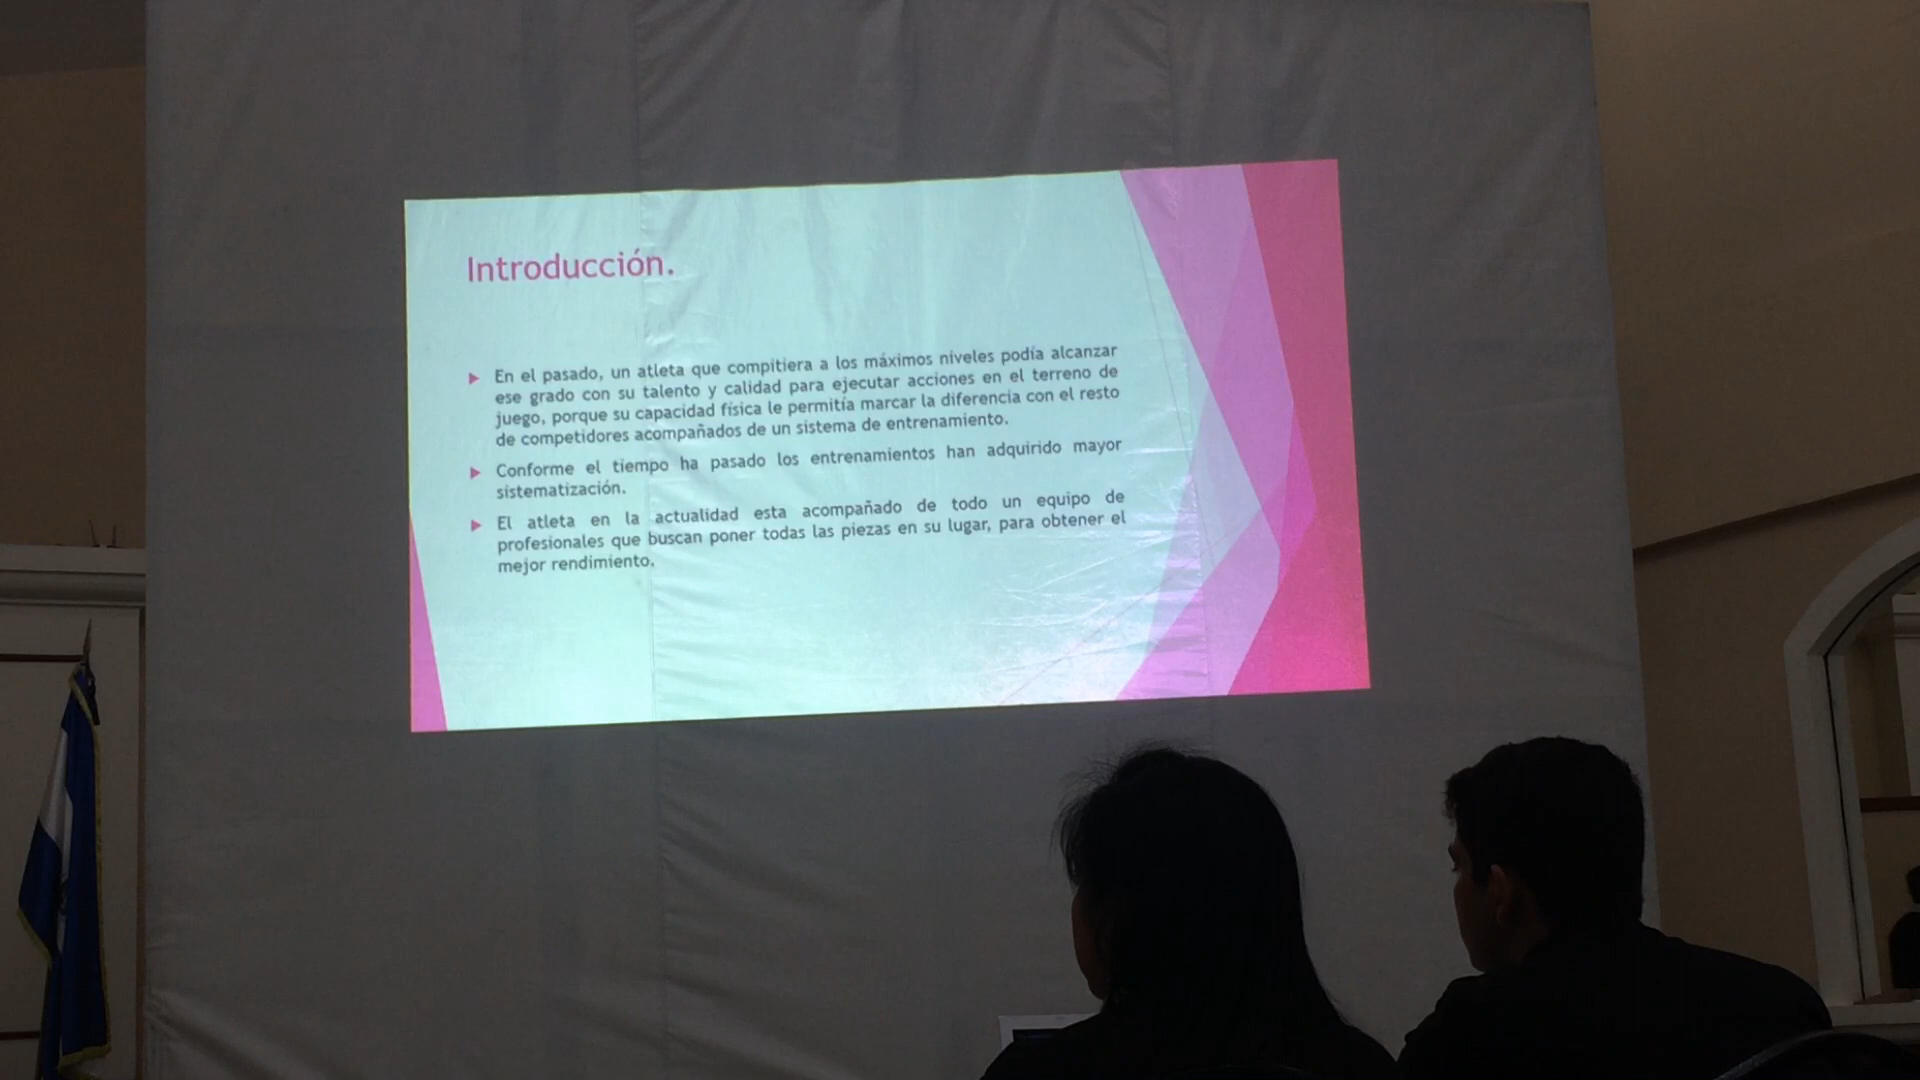 Introducción.
En el pasado, un atleta que compitiera a los máximos niveles podía alcanzar
ese grado con su talento y calidad para ejecutar acciones en el terreno de
juego, porque su capacidad física le permitía marcar la diferencia con el resto
de competidores acompañados de un sistema de entrenamiento.
Conforme el tiempo ha pasado los entrenamientos han adquirido mayor
sistematización.
El atleta en la actualidad esta acompañado de todo un equipo de
profesionales que buscan poner todas las piezas en su lugar, para obtener el
mejor rendimiento.